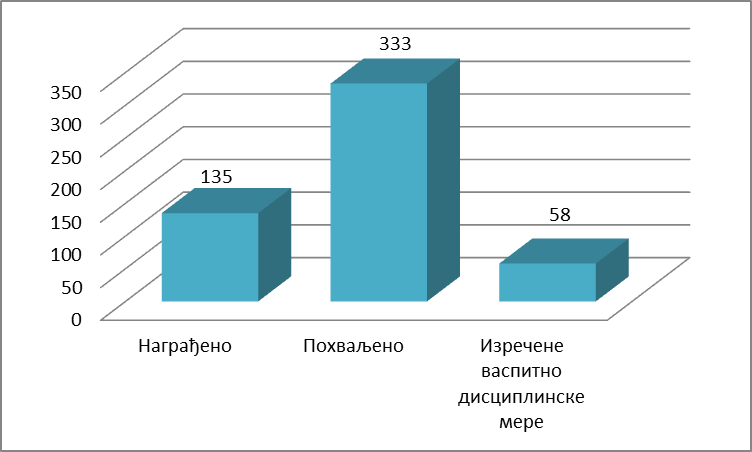 333
135
58
350
300
250
200
150
100
50
0
Награђено
Похваљено
Изречене
васпитно
дисциплинске
мере